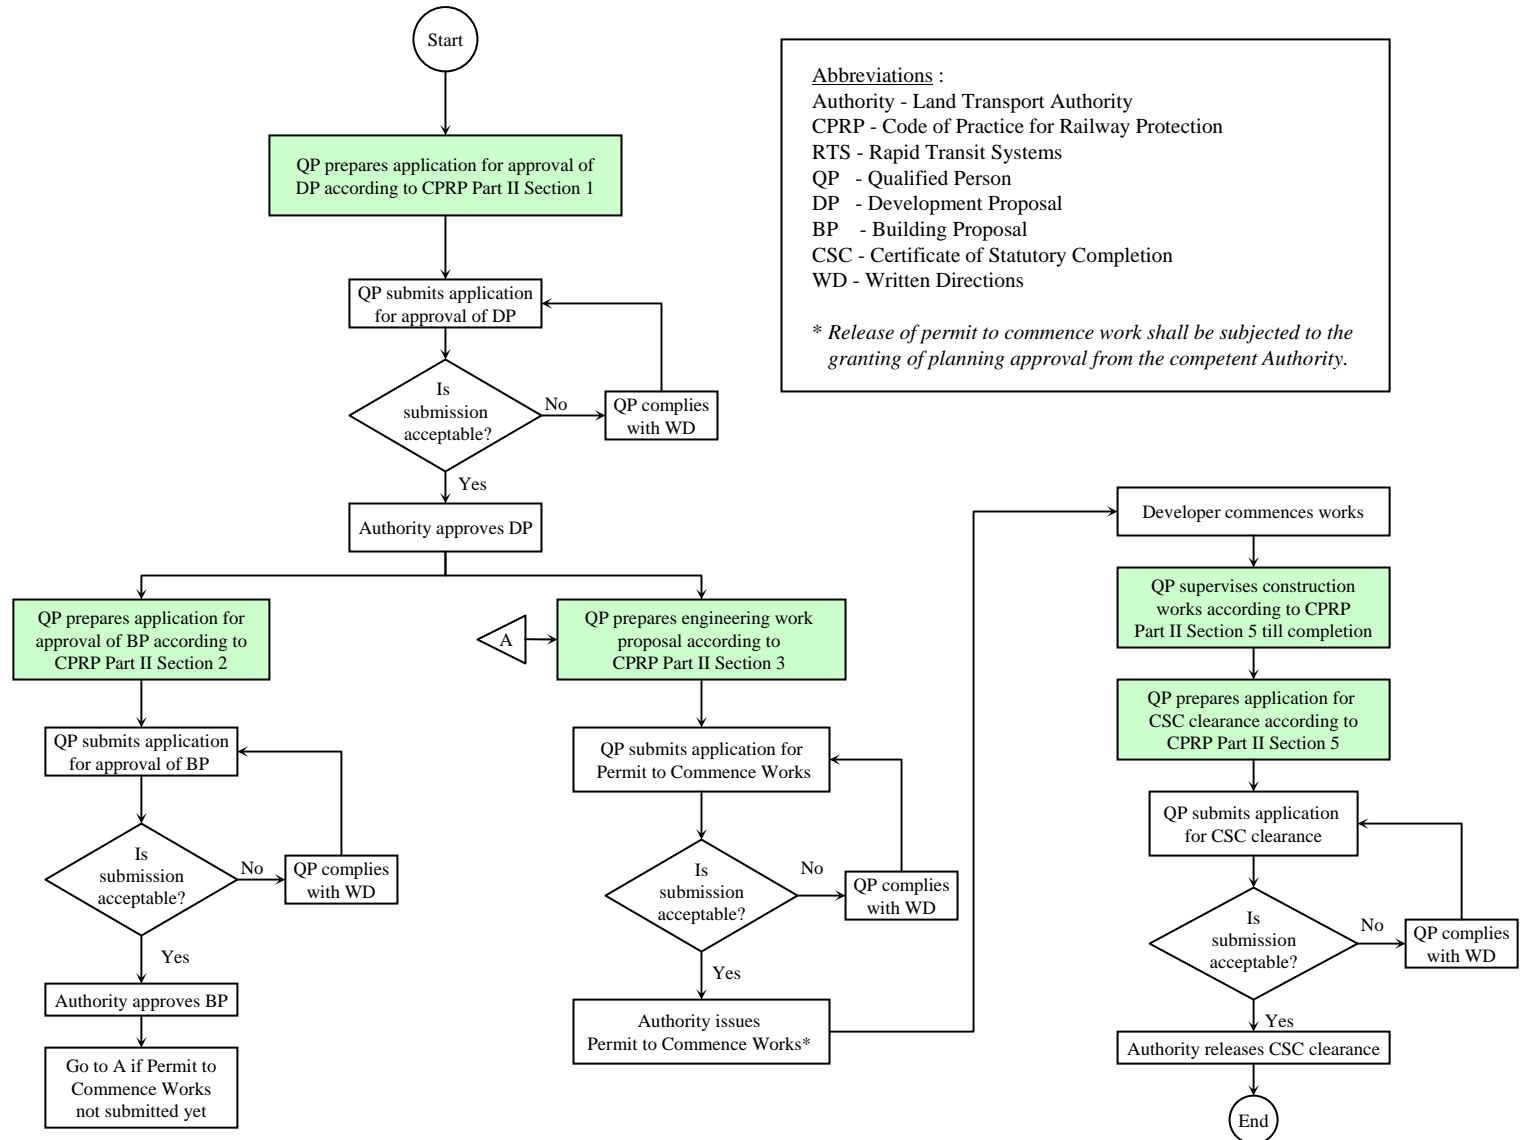 Start
QP prepares application for approval of
DP according to CPRP Part II Section 1
QP submits application
for approval of DP
Is
submission
acceptable?
No
QP complies
with WD
Yes
Authority approves DP
Abbreviations :
Authority - Land Transport Authority
CPRP - Code of Practice for Railway Protection
RTS - Rapid Transit Systems
QP - Qualified Person
DP - Development Proposal
BP - Building Proposal
CSC - Certificate of Statutory Completion
WD - Written Directions
* Release of permit to commence work shall be subjected to the
granting of planning approval from the competent Authority.
QP prepares application for
approval of BP according to
CPRP Part II Section 2
QP submits application
for approval of BP
Is
submission
acceptable?
No
QP complies
with WD
Yes
Authority approves BP
Go to A if Permit to
Commence Works
not submitted yet
A
QP prepares engineering work
proposal according to
CPRP Part II Section 3
QP submits application for
Permit to Commence Works
Is
submission
acceptable?
No
QP complies
with WD
Yes
Authority issues
Permit to Commence Works*
Developer commences works
QP supervises construction
works according to CPRP
Part II Section 5 till completion
QP prepares application for
CSC clearance according to
CPRP Part II Section 5
QP submits application
for CSC clearance
Is
submission
acceptable?
No
QP complies
with WD
Yes
Authority releases CSC clearance
End